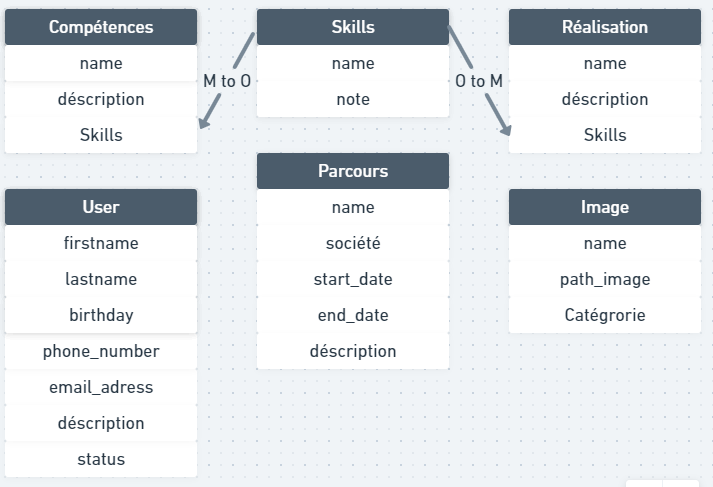 Compétences
name
déscription
Skills
M to O
Skills
name
note
O to M
Réalisation
name
déscription
Skills
User
firstname
lastname
birthday
phone_number
email_adress
déscription
status
Parcours
name
société
start_date
end_date
déscription
Image
name
path_image
Catégrorie